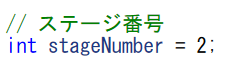 // ステージ番号
int stageNumber = 2;